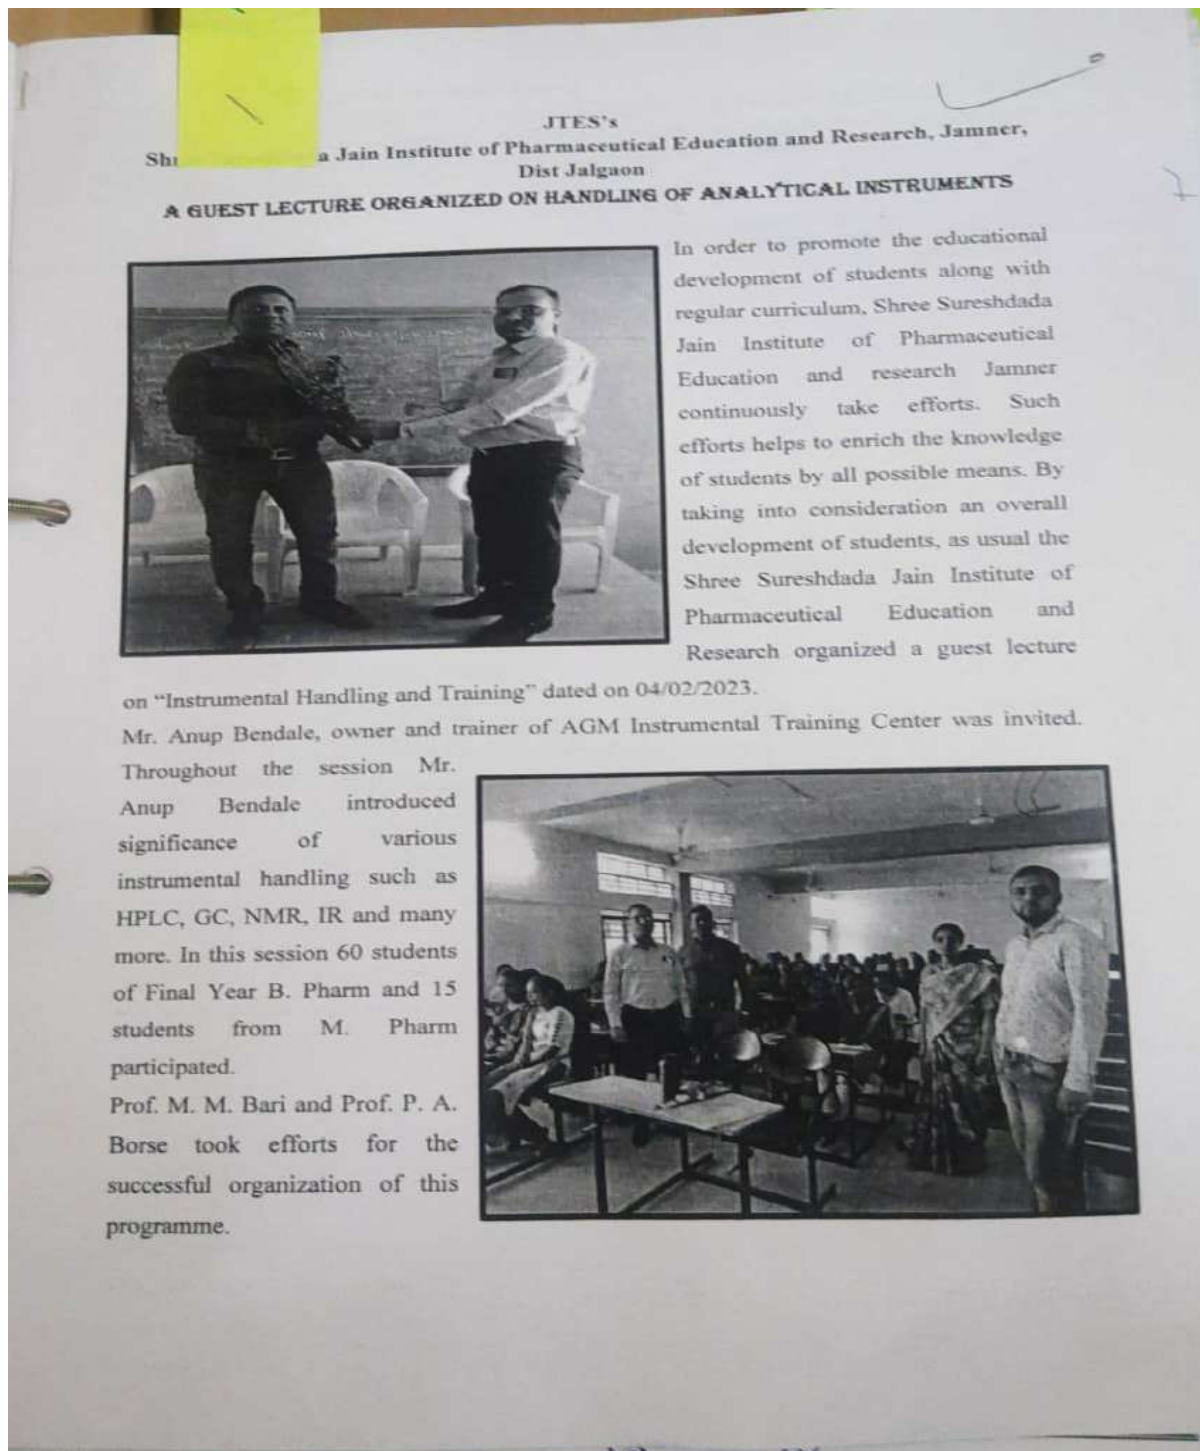 JTES's
Shr a Jain Institute of Pharmaceutical Education and Research, Jamner,
Dist Jalgaon
A GUEST LECTURE ORGANIZED ON HANDLING OF ANALYTICAL INSTRUMENTS
In order to promote the educational
development of students along with
regular curriculum, Shree Sureshdada
Jain Institute of Pharmaceutical
Education and research Jamner
continuously take efforts. Such
efforts helps to enrich the knowledge
of students by all possible means. By
taking into consideration an overall
development of students, as usual the
Shree Sureshdada Jain Institute of
Pharmaceutical Education and
Research organized a guest lecture
on “Instrumental Handling and Training” dated on 04/02/2023.
Mr. Anup Bendale, owner and trainer of AGM Instrumental Training Center was invited.
Throughout the session Mr.
Anup Bendale introduced
significance of various
instrumental handling such as
HPLC, GC, NMR, IR and many
more. In this session 60 students
of Final Year B. Pharm and 15
students from M. Pharm
participated.
Prof. M. M. Bari and Prof. P. A.
Borse took efforts for the
successful organization of this
programme.